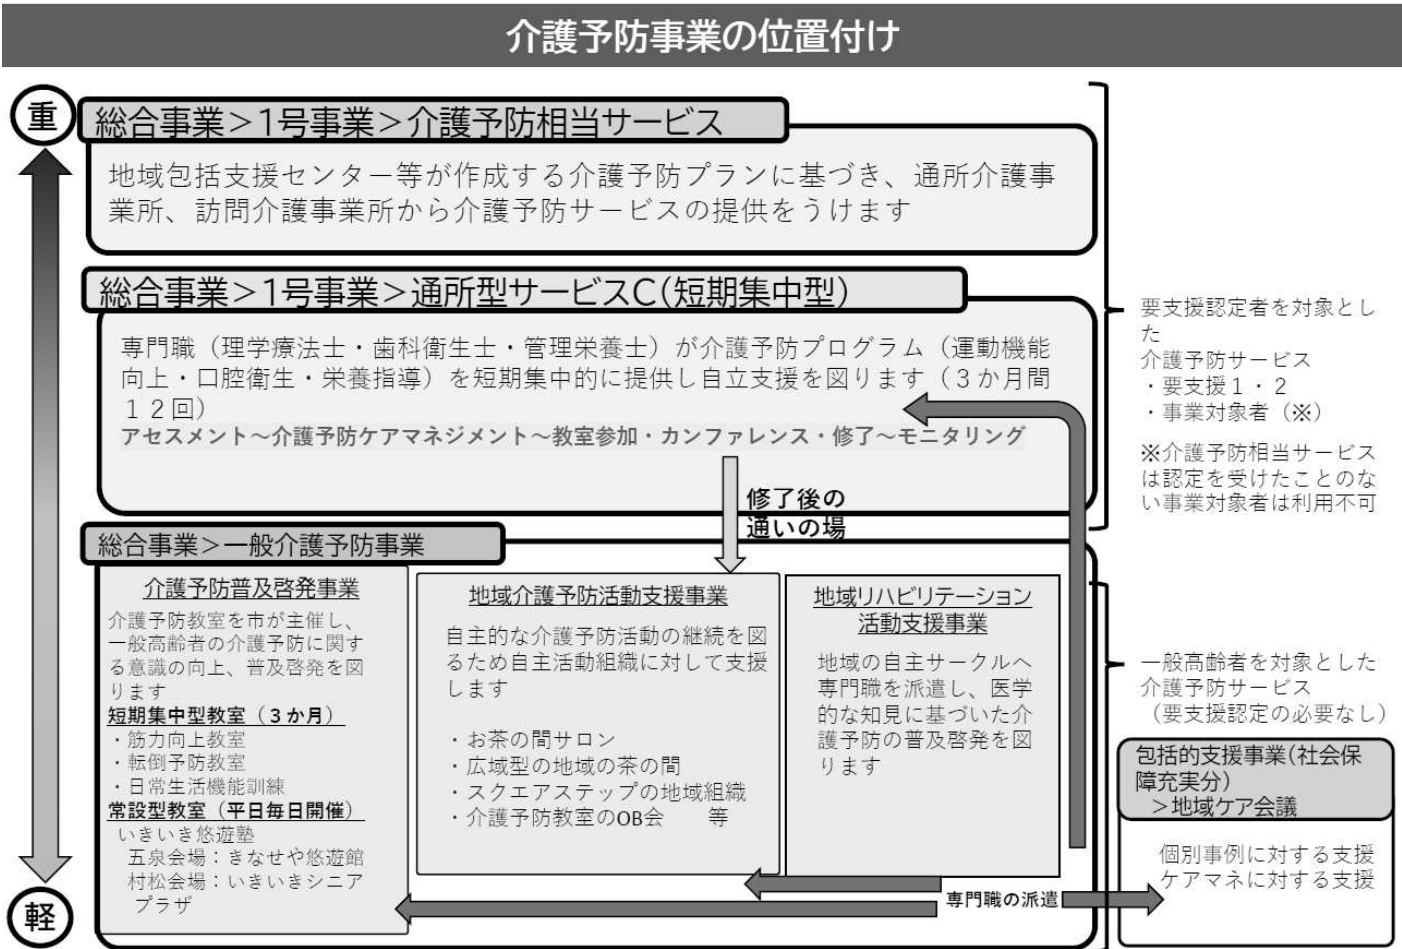 介護予防事業の位置付け
重
総合事業＞1号事業＞介護予防相当サービス
地域包括支援センター等が作成する介護予防プランに基づき、通所介護事
業所、訪問介護事業所から介護予防サービスの提供をうけます
総合事業＞1号事業＞通所型サービスC（短期集中型）
専門職（理学療法士・歯科衛生士・管理栄養士）が介護予防プログラム（運動機能
向上・口腔衛生・栄養指導）を短期集中的に提供し自立支援を図ります（３か月間
１２回）
アセスメント～介護予防ケアマネジメント～教室参加・カンファレンス・修了～モニタリング
修了後の
通いの場
要支援認定者を対象とし
た
介護予防サービス
・要支援１・２
・事業対象者（※）
※介護予防相当サービス
は認定を受けたことのな
い事業対象者は利用不可
総合事業＞一般介護予防事業
介護予防普及啓発事業
介護予防教室を市が主催し、
一般高齢者の介護予防に関す
る意識の向上、普及啓発を図
ります
短期集中型教室（３か月）
・筋力向上教室
・転倒予防教室
・日常生活機能訓練
常設型教室（平日毎日開催）
いきいき悠遊塾
五泉会場：きなせや悠遊館
村松会場：いきいきシニア
プラザ
地域介護予防活動支援事業
自主的な介護予防活動の継続を図
るため自主活動組織に対して支援
します
・お茶の間サロン
・広域型の地域の茶の間
・スクエアステップの地域組織
・介護予防教室のOB会　等
地域リハビリテーション
活動支援事業
地域の自主サークルへ
専門職を派遣し、医学
的な知見に基づいた介
護予防の普及啓発を図
ります
専門職の派遣
一般高齢者を対象とした
介護予防サービス
（要支援認定の必要なし）
包括的支援事業（社会保
障充実分）
＞地域ケア会議
個別事例に対する支援
ケアマネに対する支援
軽